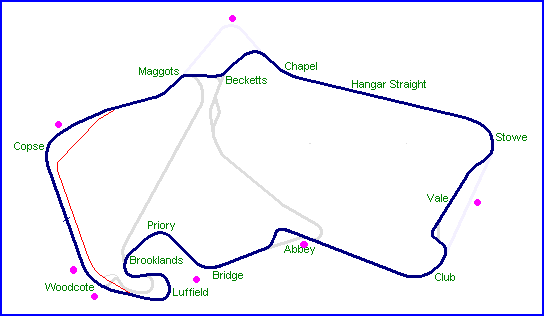 Chapel
Maggots
Becketts
Hangar Straight
Stowe
Copse
Vale
Priory
Abbey
Brooklands
Bridge
Club
Woodcote
Luffield